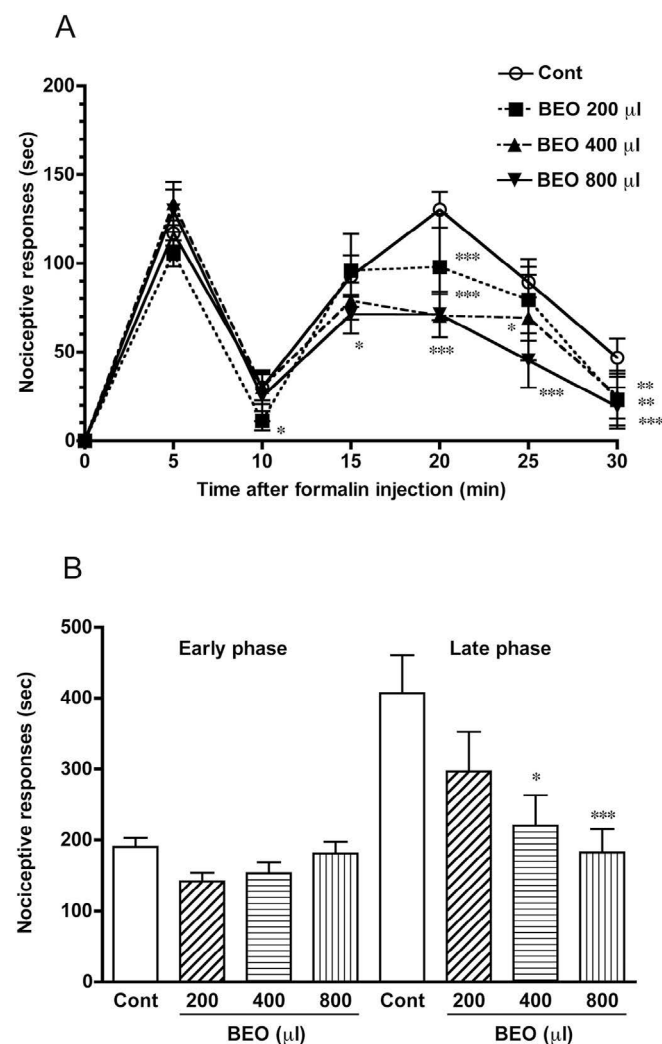 A
Cont
BEO 200 μl
BEO 400 μl
BEO 800 μl
Nociceptive responses (sec)
200
150
100
50
0
***
***
*
*
***
*
***
**
**
***
0 5 10 15 20 25 30
Time after formalin injection (min)
B
Nociceptive responses (sec)
500
400
300
200
100
0
Early phase Late phase
* ***
Cont 200 400 800 Cont 200 400 800
BEO (μl) BEO (μl)